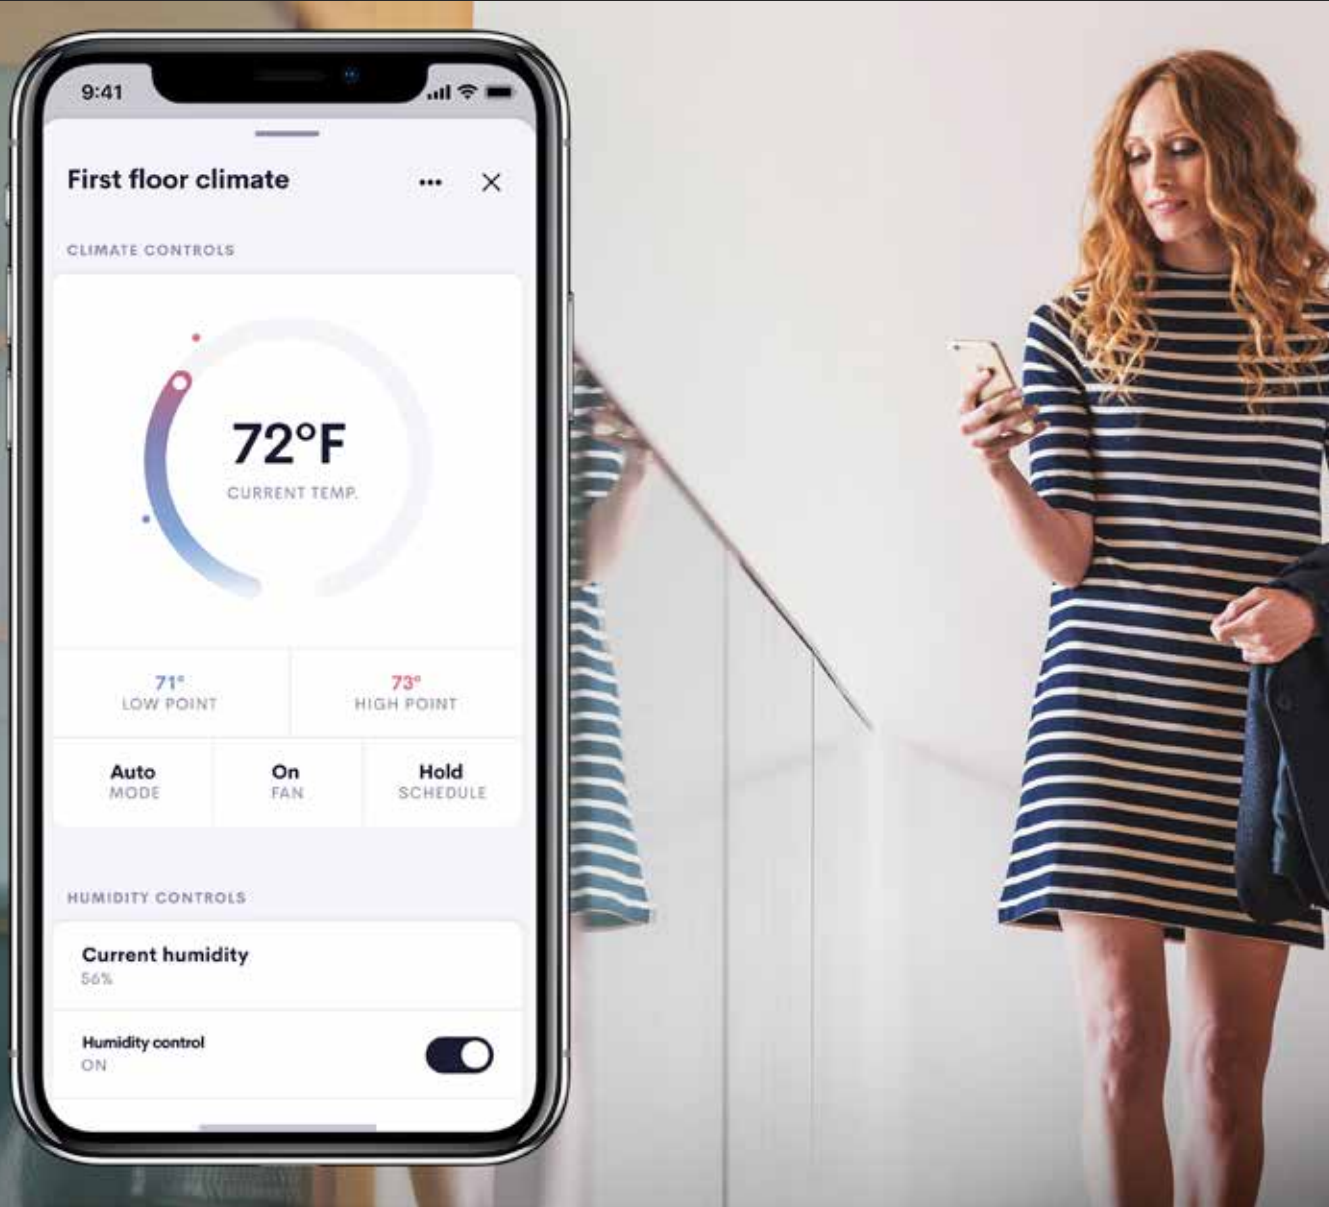 9:41
First floor climate
CLIMATE CONTROLS
72°F
CURRENT TEMP.
71°
LOW POINT
73°
HIGH POINT
Auto
MODE
On
FAN
Hold
SCHEDULE
HUMIDITY CONTROLS
Current humidity
56%
Humidity control
ON